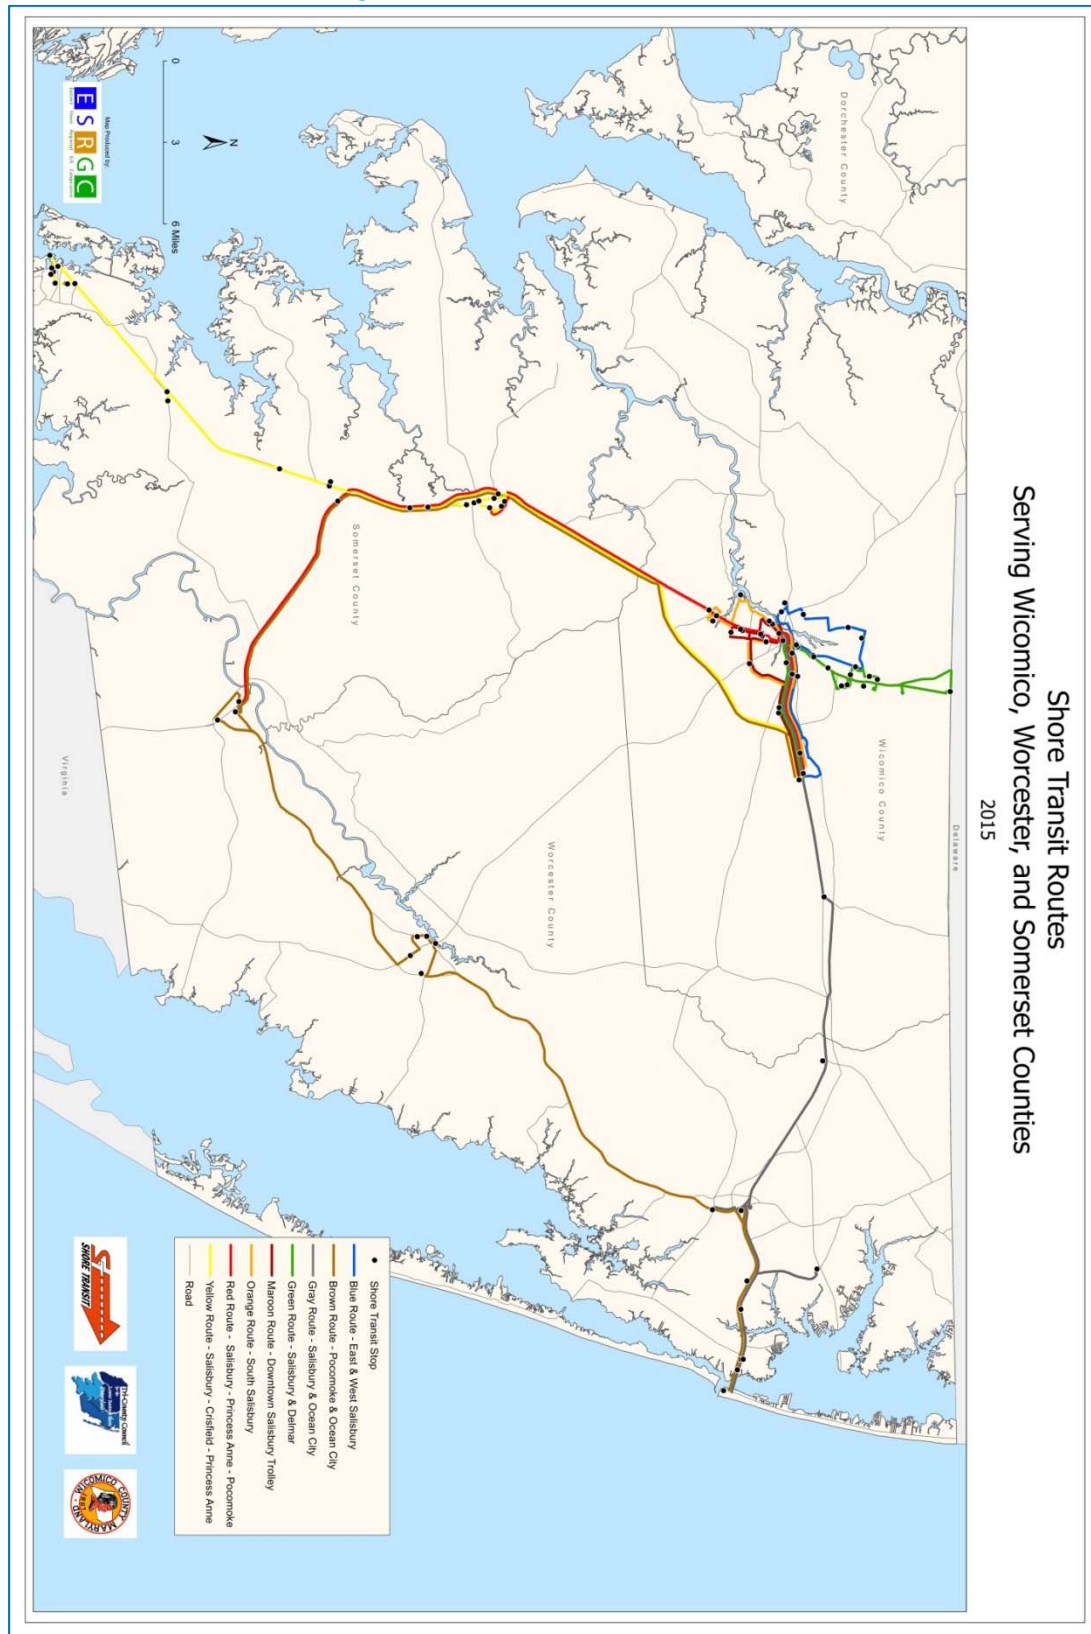 Shore Transit Routes
Serving Wicomico, Worcester, and Somerset Counties
2015
Dorchester County
Delaware
Wicomico County
Worcester County
Somerset County
Virginia
N
0 3 6 Miles
Map Produced by:
ESRGC
Shore Transit Stop
Blue Route - East & West Salisbury
Brown Route - Pocomoke & Ocean City
Gray Route - Salisbury & Ocean City
Green Route - Salisbury & Delmar
Maroon Route - Downtown Salisbury Trolley
Orange Route - South Salisbury
Red Route - Salisbury - Princess Anne - Pocomoke
Yellow Route - Salisbury - Crisfield - Princess Anne
Road
ST
SHORE TRANSIT
Tri-County Council
WICOMICO COUNTY
MARYLAND
1867